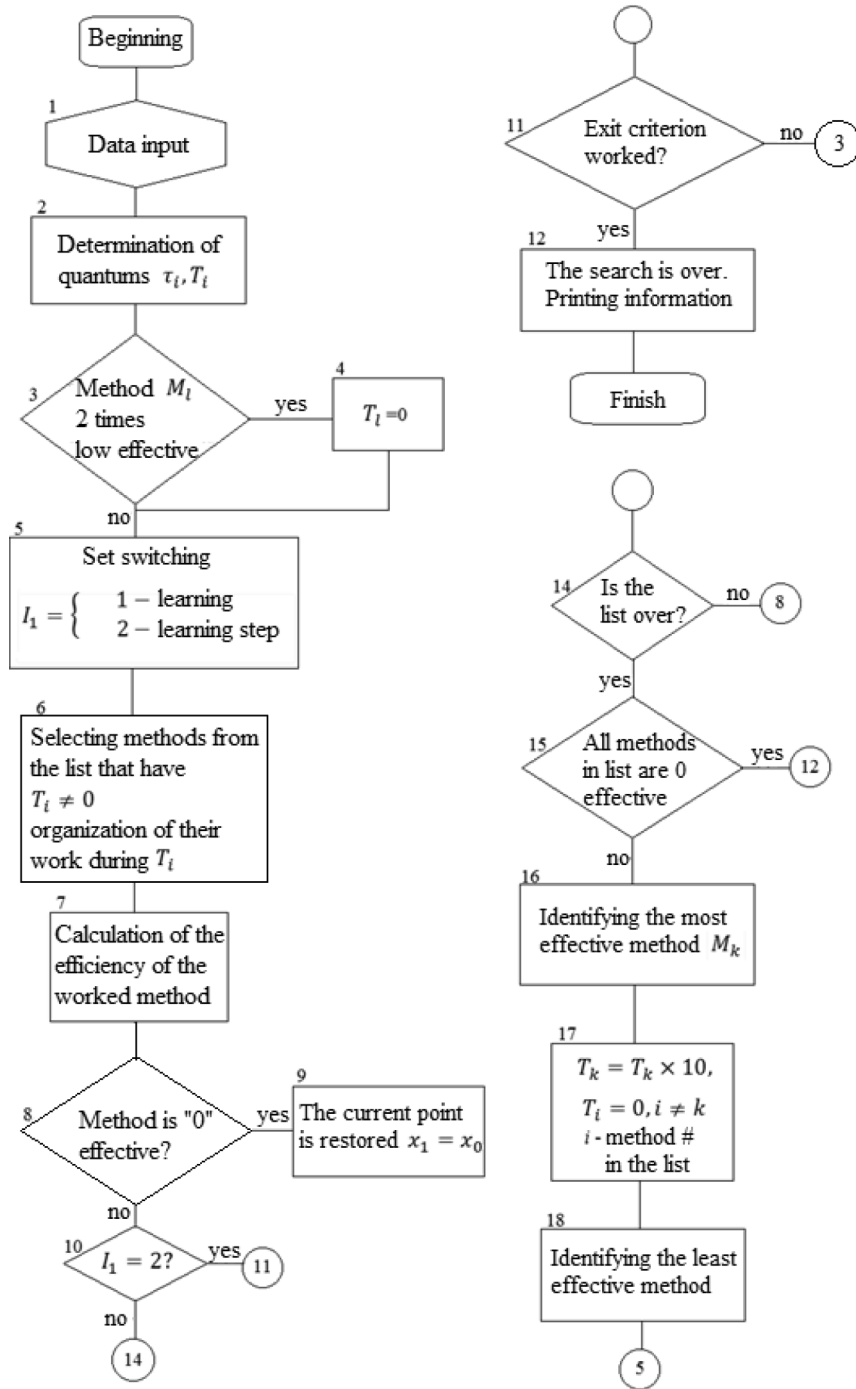 Beginning
1
Data input
2
Determination of
quantums τᵢ, Tᵢ
3
Method Mₗ
2 times
low effective
yes
4
Tₗ =0
no
5
Set switching
I₁ = { 1 – learning
2 – learning step
6
Selecting methods from
the list that have
Tᵢ ≠ 0
organization of their
work during Tᵢ
7
Calculation of the
efficiency of the
worked method
8
Method is "0"
effective?
yes
9
The current point
is restored x₁ = x₀
no
10
I₁ = 2?
yes
11
no
14
11
Exit criterion
worked?
no
3
yes
12
The search is over.
Printing information
Finish
14
Is the
list over?
no
8
yes
15
All methods
in list are 0
effective
yes
12
no
16
Identifying the most
effective method Mₖ
17
Tₖ = Tₖ × 10,
Tᵢ = 0, i ≠ k
i - method #
in the list
18
Identifying the least
effective method
5